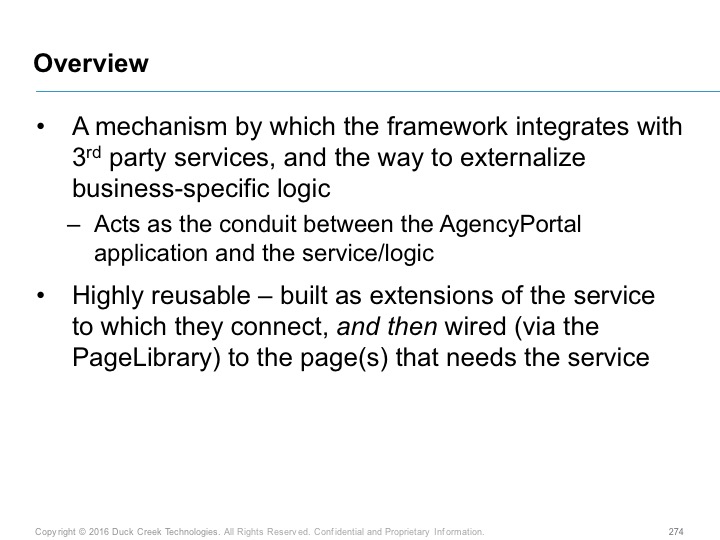 Overview
• A mechanism by which the framework integrates with
3rd party services, and the way to externalize
business-specific logic
– Acts as the conduit between the AgencyPortal
application and the service/logic
• Highly reusable – built as extensions of the service
to which they connect, and then wired (via the
PageLibrary) to the page(s) that needs the service
Copyright © 2016 Duck Creek Technologies. All Rights Reserved. Confidential and Proprietary Information. 274